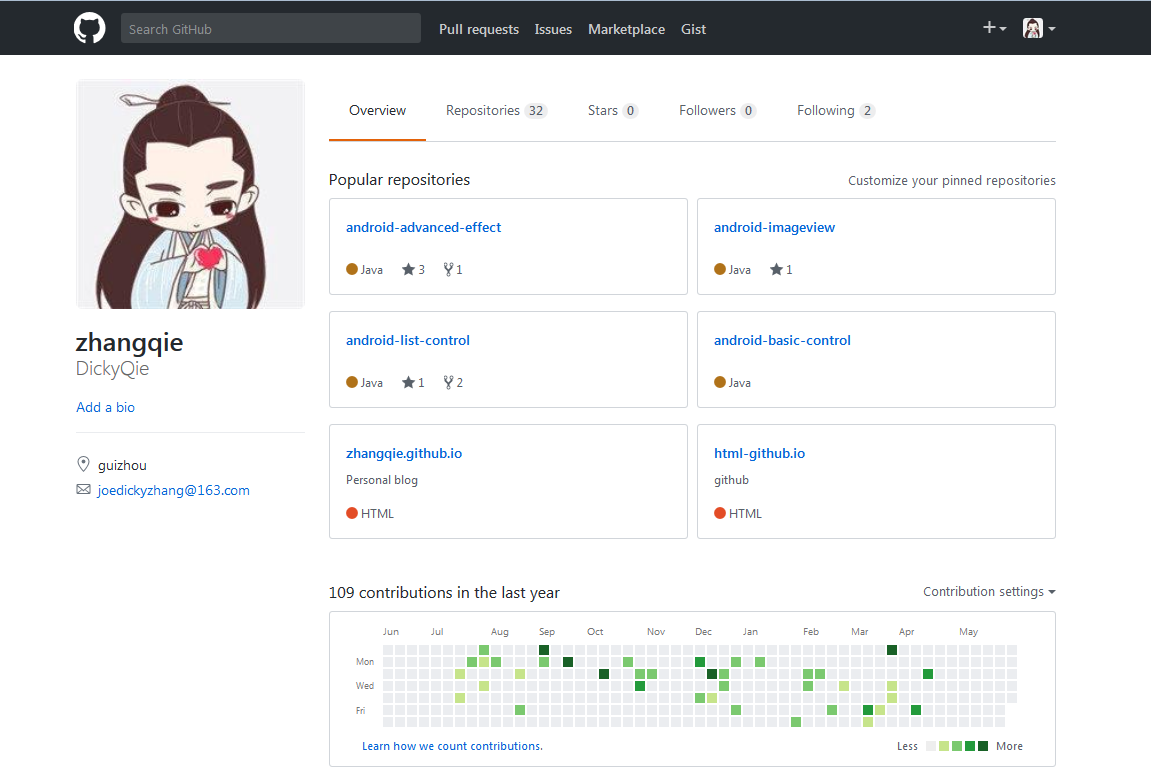 Search GitHub Pull requests Issues Marketplace Gist
Overview Repositories 32 Stars 0 Followers 0 Following 2
Popular repositories Customize your pinned repositories
android-advanced-effect
Java 3 1
android-imageview
Java 1
android-list-control
Java 1 2
android-basic-control
Java
zhangqie.github.io
Personal blog
HTML
html-github.io
github
HTML
zhangqie
DickyQie
Add a bio
guizhou
joedickyzhang@163.com
109 contributions in the last year Contribution settings
Jun Jul Aug Sep Oct Nov Dec Jan Feb Mar Apr May
Mon
Wed
Fri
Learn how we count contributions. Less More